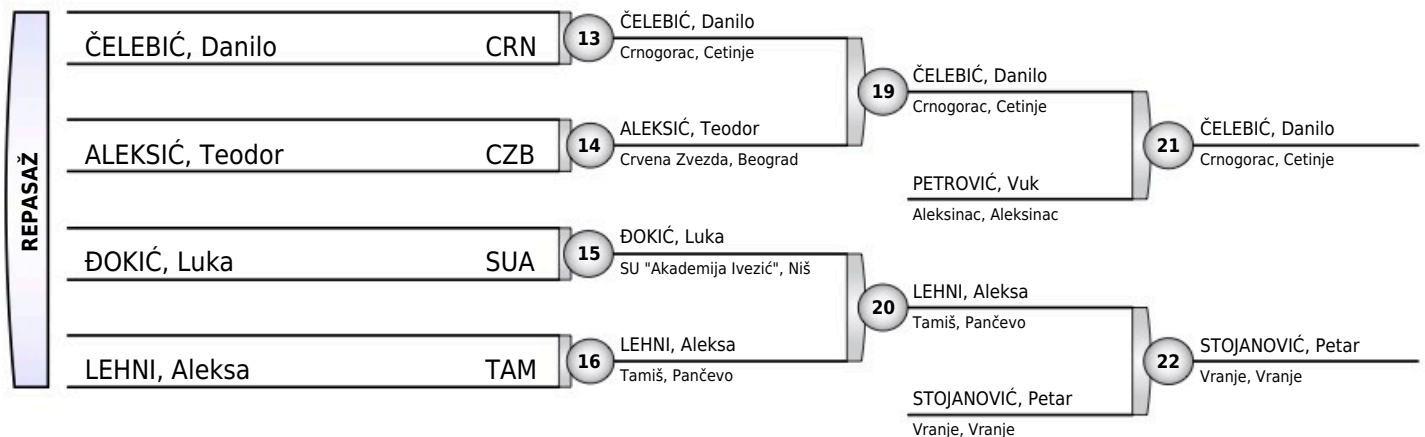 REPASAŽ
ČELEBIĆ, Danilo CRN
13
ČELEBIĆ, Danilo
Crnogorac, Cetinje
ALEKSIĆ, Teodor CZB
14
ALEKSIĆ, Teodor
Crvena Zvezda, Beograd
ĐOKIĆ, Luka SUA
15
ĐOKIĆ, Luka
SU "Akademija Ivezić", Niš
LEHNI, Aleksa TAM
16
LEHNI, Aleksa
Tamiš, Pančevo
19
ČELEBIĆ, Danilo
Crnogorac, Cetinje
PETROVIĆ, Vuk
Aleksinac, Aleksinac
20
LEHNI, Aleksa
Tamiš, Pančevo
STOJANOVIĆ, Petar
Vranje, Vranje
21
ČELEBIĆ, Danilo
Crnogorac, Cetinje
22
STOJANOVIĆ, Petar
Vranje, Vranje